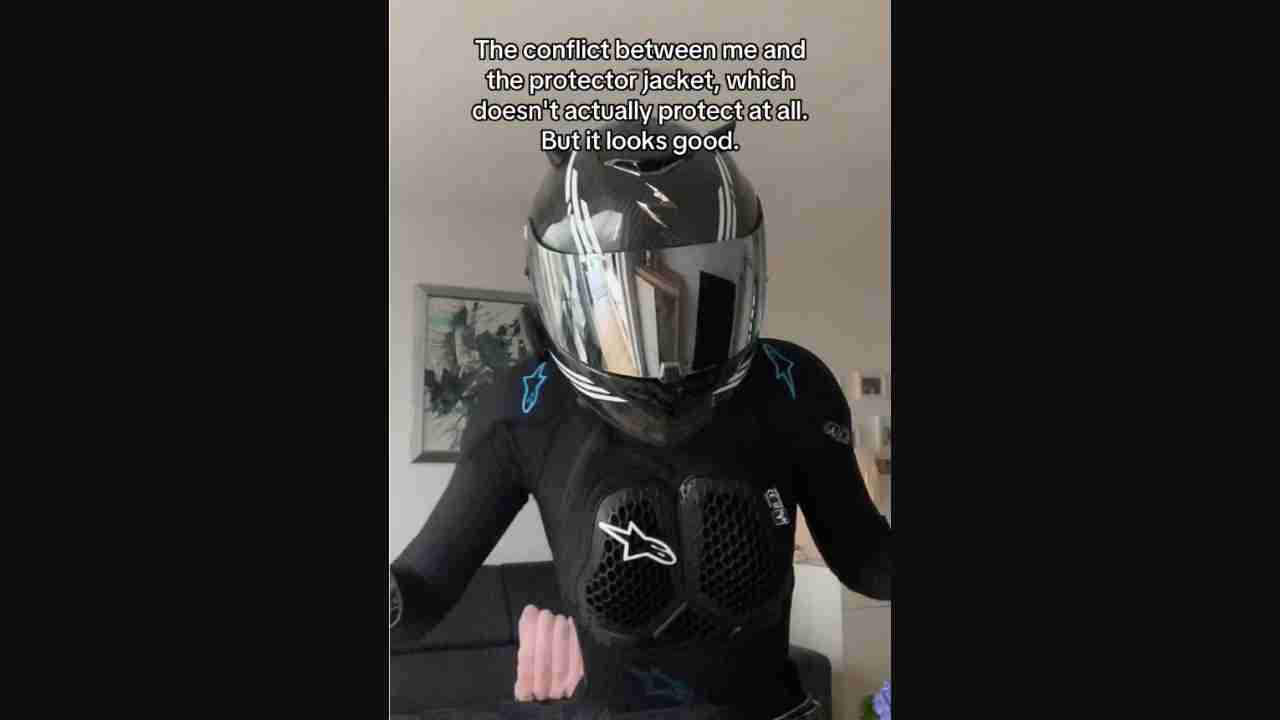 The conflict between me and
the protector jacket, which
doesn't actually protect at all.
But it looks good.